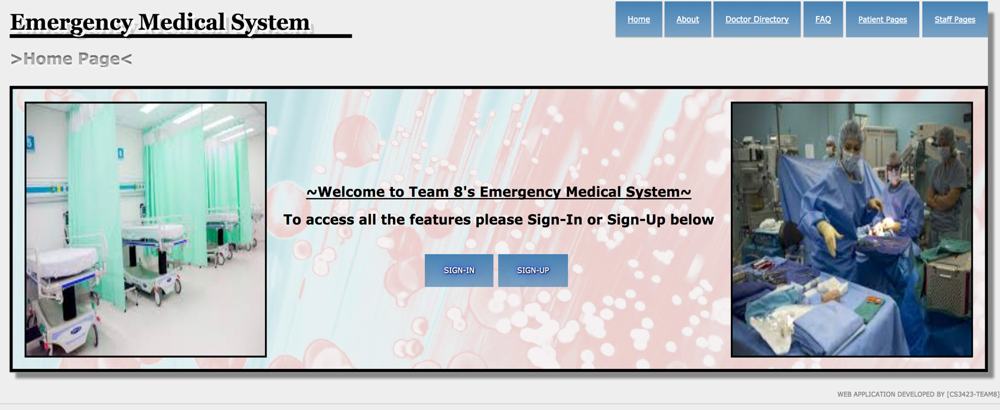 Emergency Medical System
Home
About
Doctor Directory
FAQ
Patient Pages
Staff Pages
>Home Page<
~Welcome to Team 8's Emergency Medical System~
To access all the features please Sign-In or Sign-Up below
SIGN-IN
SIGN-UP
WEB APPLICATION DEVELOPED BY [CS3423-TEAM8]